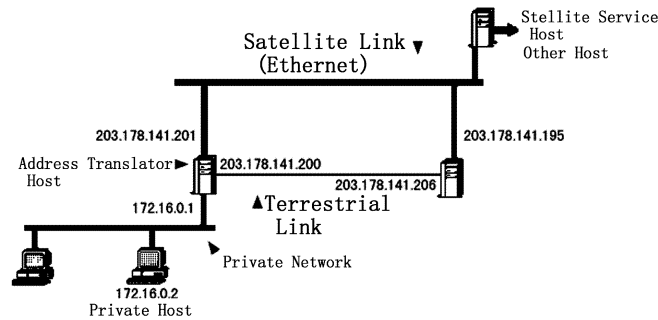 Stellite Service
Host
Other Host
Satellite Link
(Ethernet)
203.178.141.201
203.178.141.195
Address Translator
Host
203.178.141.200
203.178.141.206
172.16.0.1
Terrestrial
Link
Private Network
172.16.0.2
Private Host